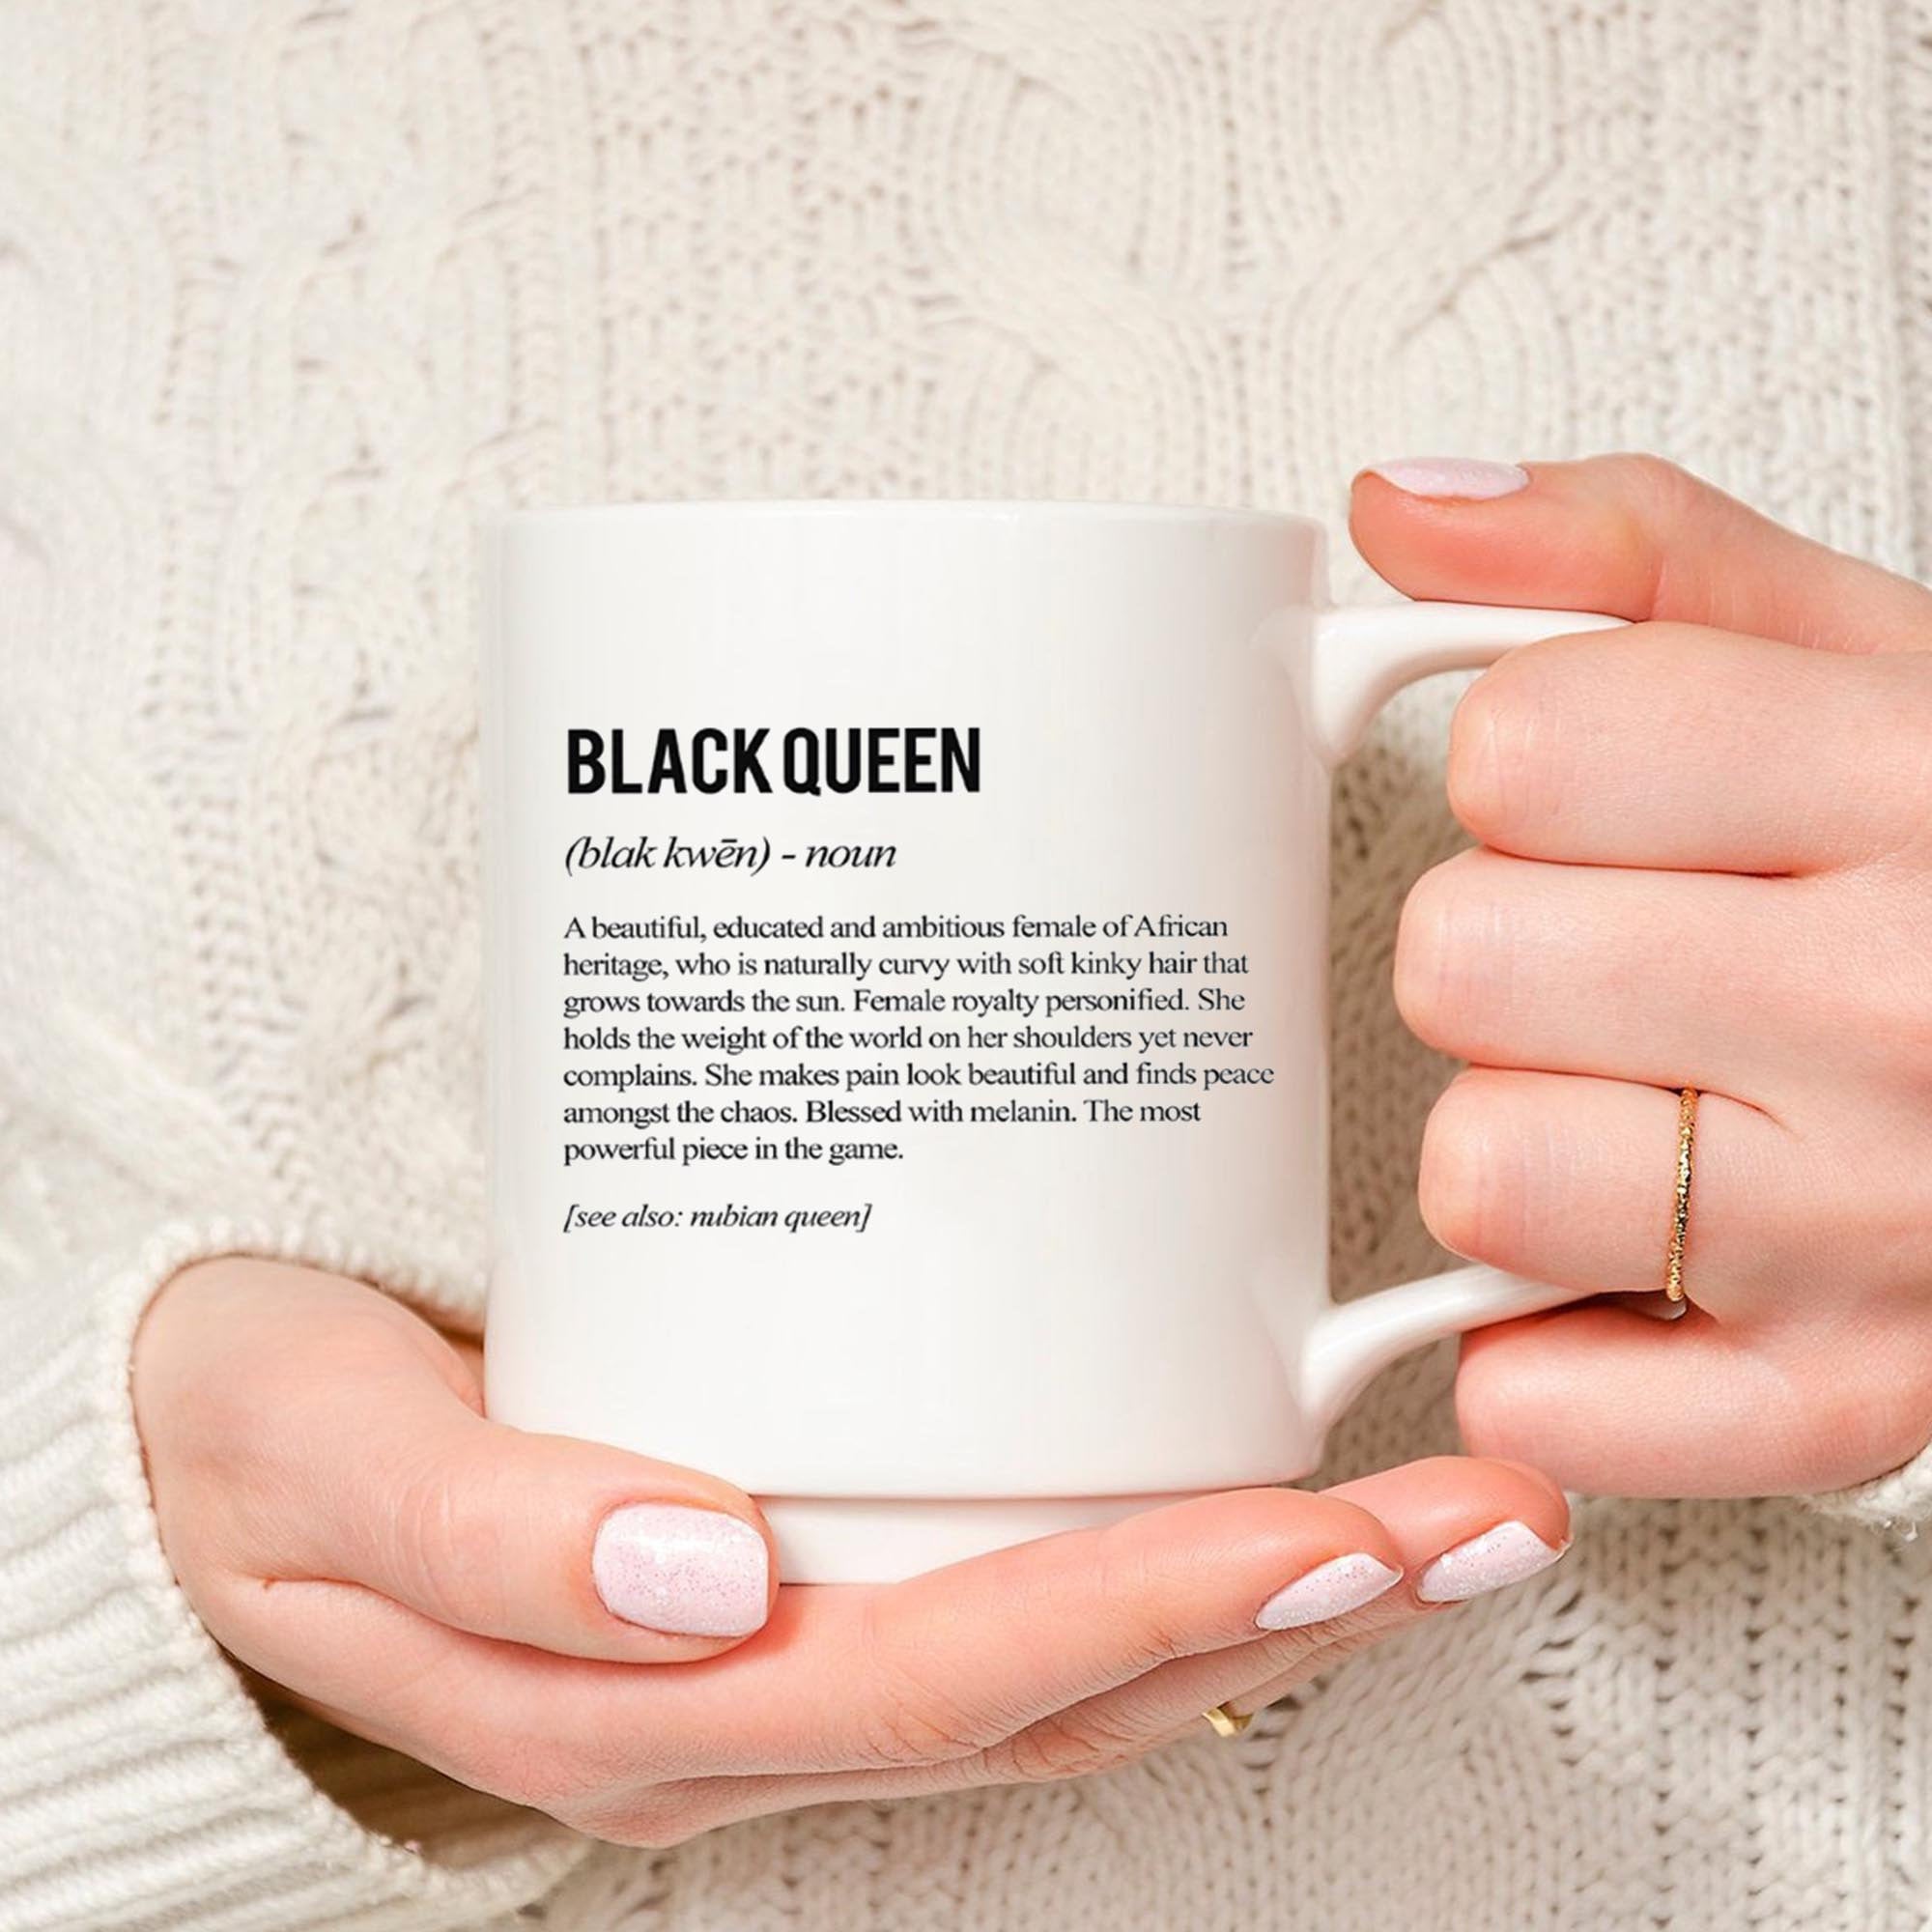 BLACK QUEEN
(blak kwēn) - noun
A beautiful, educated and ambitious female of African
heritage, who is naturally curvy with soft kinky hair that
grows towards the sun. Female royalty personified. She
holds the weight of the world on her shoulders yet never
complains. She makes pain look beautiful and finds peace
amongst the chaos. Blessed with melanin. The most
powerful piece in the game.
[see also: nubian queen]